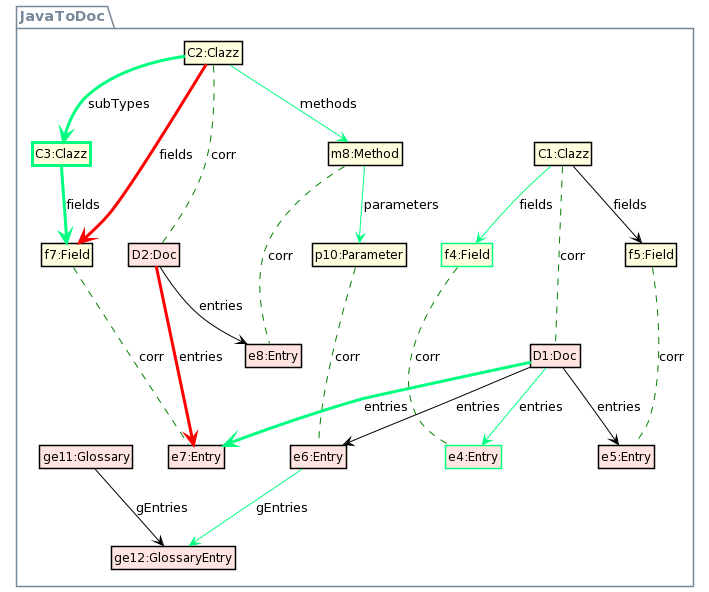 JavaToDoc
C2:Clazz
subTypes
methods
C3:Clazz
fields
corr
m8:Method
C1:Clazz
fields
parameters
fields
fields
f7:Field
D2:Doc
corr
p10:Parameter
f4:Field
corr
f5:Field
entries
e8:Entry
D1:Doc
corr
entries
corr
corr
corr
entries
entries
entries
entries
ge11:Glossary
e7:Entry
e6:Entry
e4:Entry
e5:Entry
gEntries
gEntries
ge12:GlossaryEntry